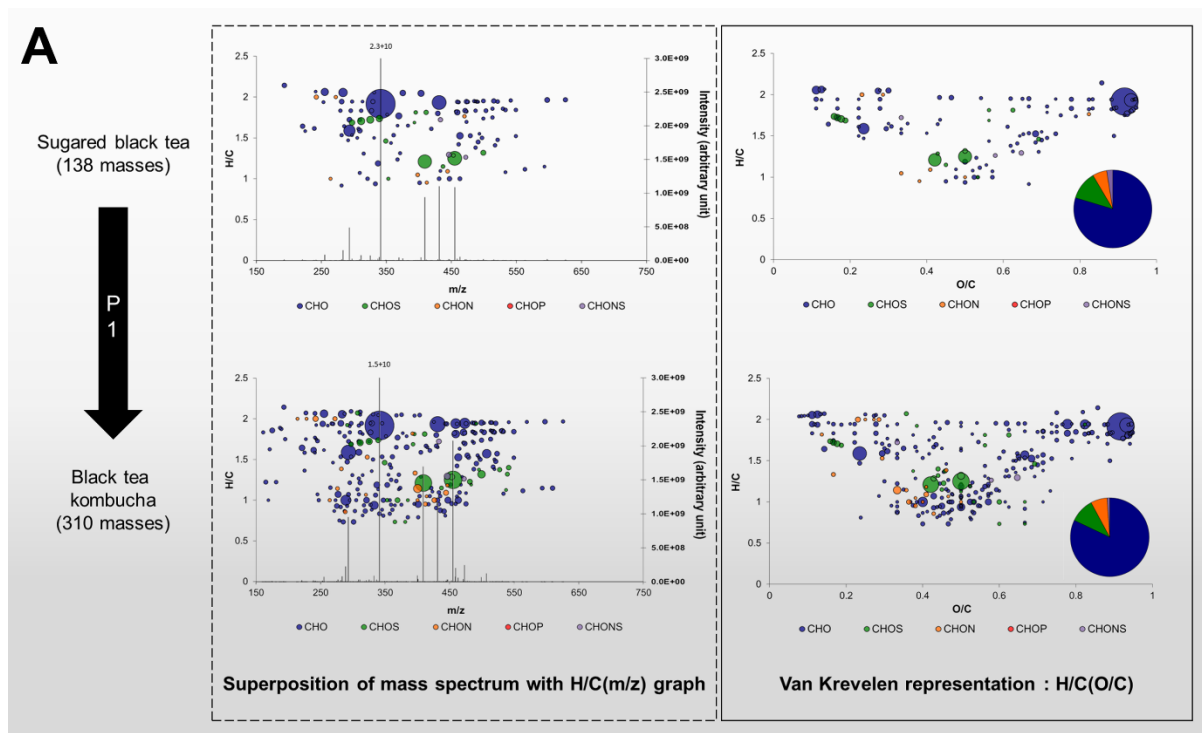 A
Sugared black tea
(138 masses)
P
1
Black tea
kombucha
(310 masses)
2.3+10
2.5
2
1.5
1
0.5
0
H/C
150 250 350 450 550 650 750
m/z
3.0E+09
2.5E+09
2.0E+09
1.5E+09
1.0E+09
5.0E+08
0.0E+00
Intensity (arbitrary unit)
CHO CHOS CHON CHOP CHONS
2.5
2
1.5
1
0.5
0
H/C
0 0.2 0.4 0.6 0.8 1
O/C
CHO CHOS CHON CHOP CHONS
1.5+10
2.5
2
1.5
1
0.5
0
H/C
150 250 350 450 550 650 750
m/z
3.0E+09
2.5E+09
2.0E+09
1.5E+09
1.0E+09
5.0E+08
0.0E+00
Intensity (arbitrary unit)
CHO CHOS CHON CHOP CHONS
2.5
2
1.5
1
0.5
0
H/C
0 0.2 0.4 0.6 0.8 1
O/C
CHO CHOS CHON CHOP CHONS
Superposition of mass spectrum with H/C(m/z) graph
Van Krevelen representation : H/C(O/C)